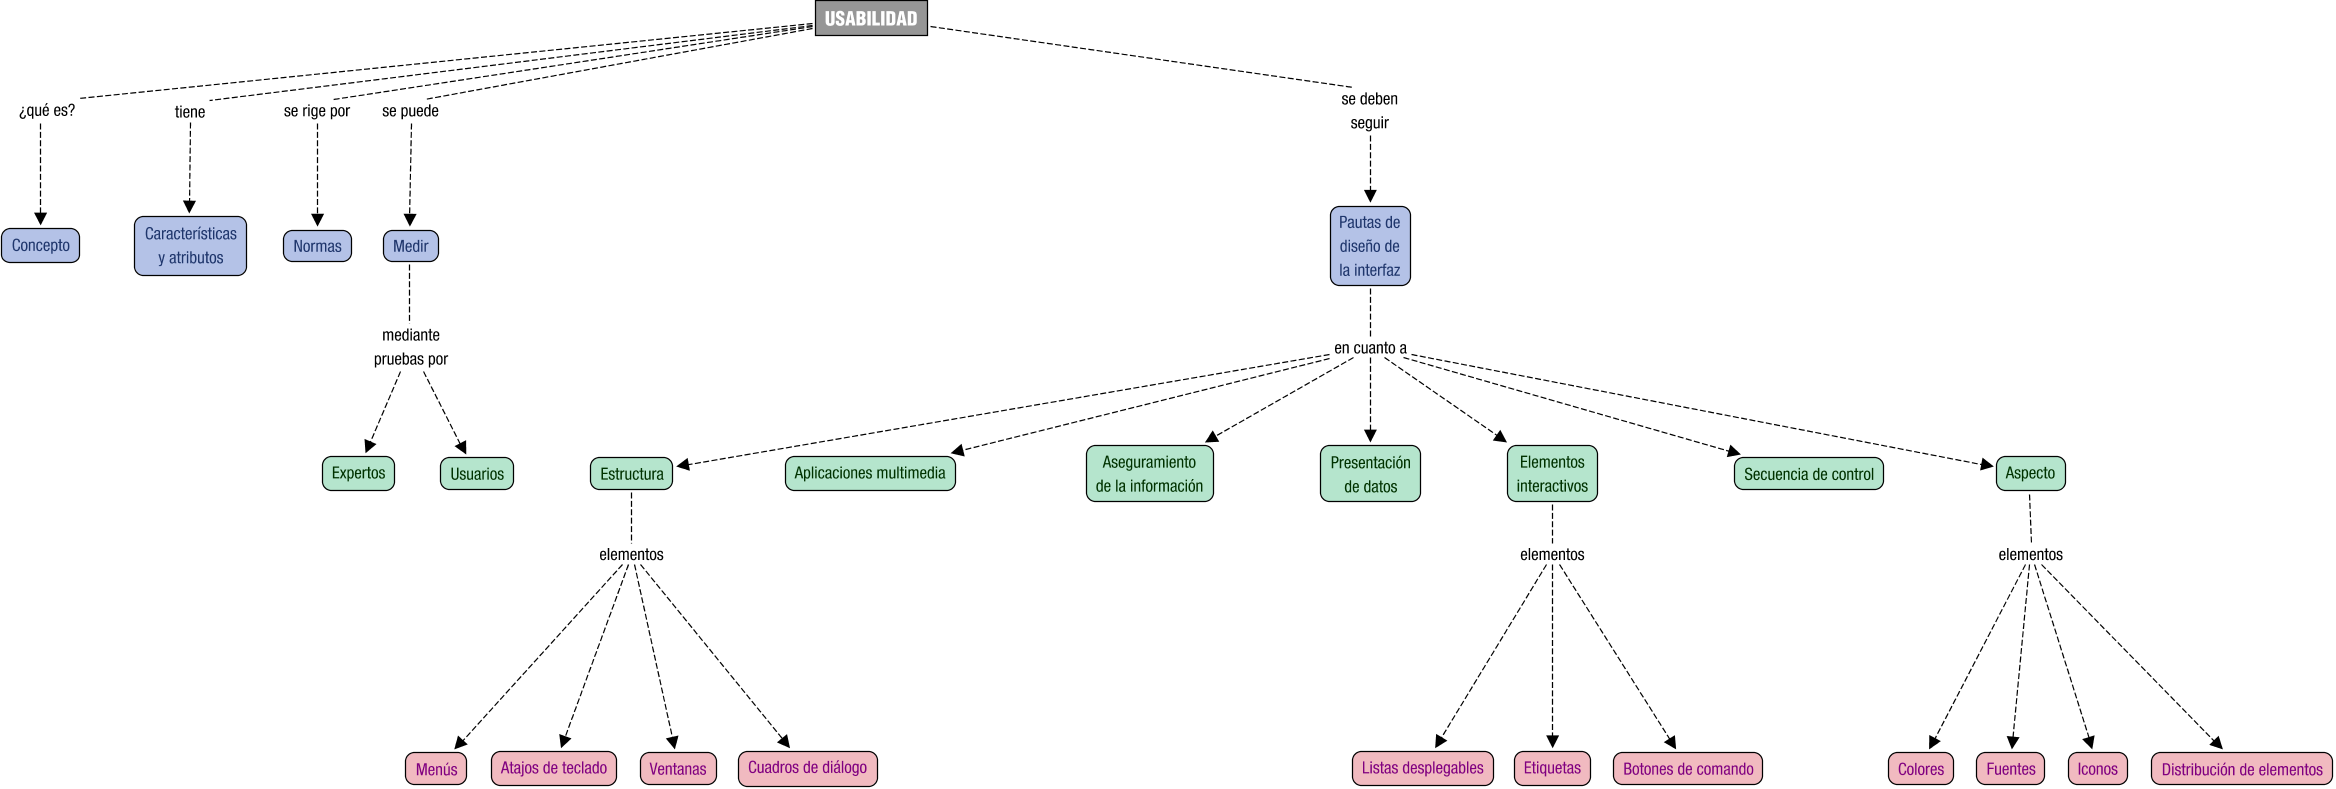 USABILIDAD
¿qué es?
tiene
se rige por
se puede
se deben
seguir
Concepto
Características
y atributos
Normas
Medir
Pautas de
diseño de
la interfaz
mediante
pruebas por
en cuanto a
Expertos
Usuarios
Estructura
Aplicaciones multimedia
Aseguramiento
de la información
Presentación
de datos
Elementos
interactivos
Secuencia de control
Aspecto
elementos
elementos
elementos
Menús
Atajos de teclado
Ventanas
Cuadros de diálogo
Listas desplegables
Etiquetas
Botones de comando
Colores
Fuentes
Iconos
Distribución de elementos